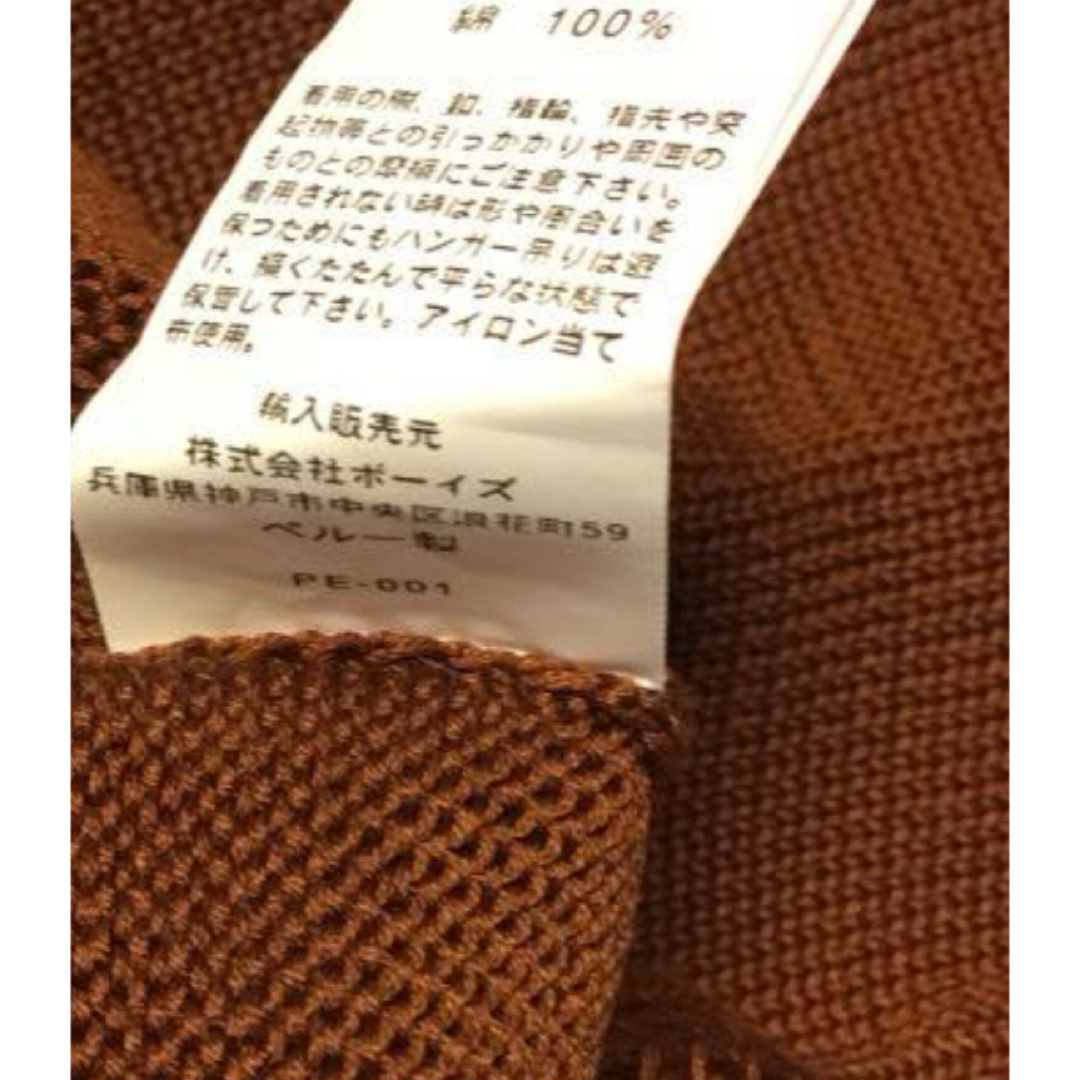 綿 100%
着用の際、釦、指輪、指先や突
起物等との引っかかりや周囲の
ものとの摩擦にご注意下さい。
着用されない時は形や風合いを
保つためにもハンガー吊りは避
け、軽くたたんで平らな状態で
保管して下さい。アイロン当て
布使用。
輸入販売元
株式会社ボーイズ
兵庫県神戸市中央区浪花町59
ペルー製
PE-001